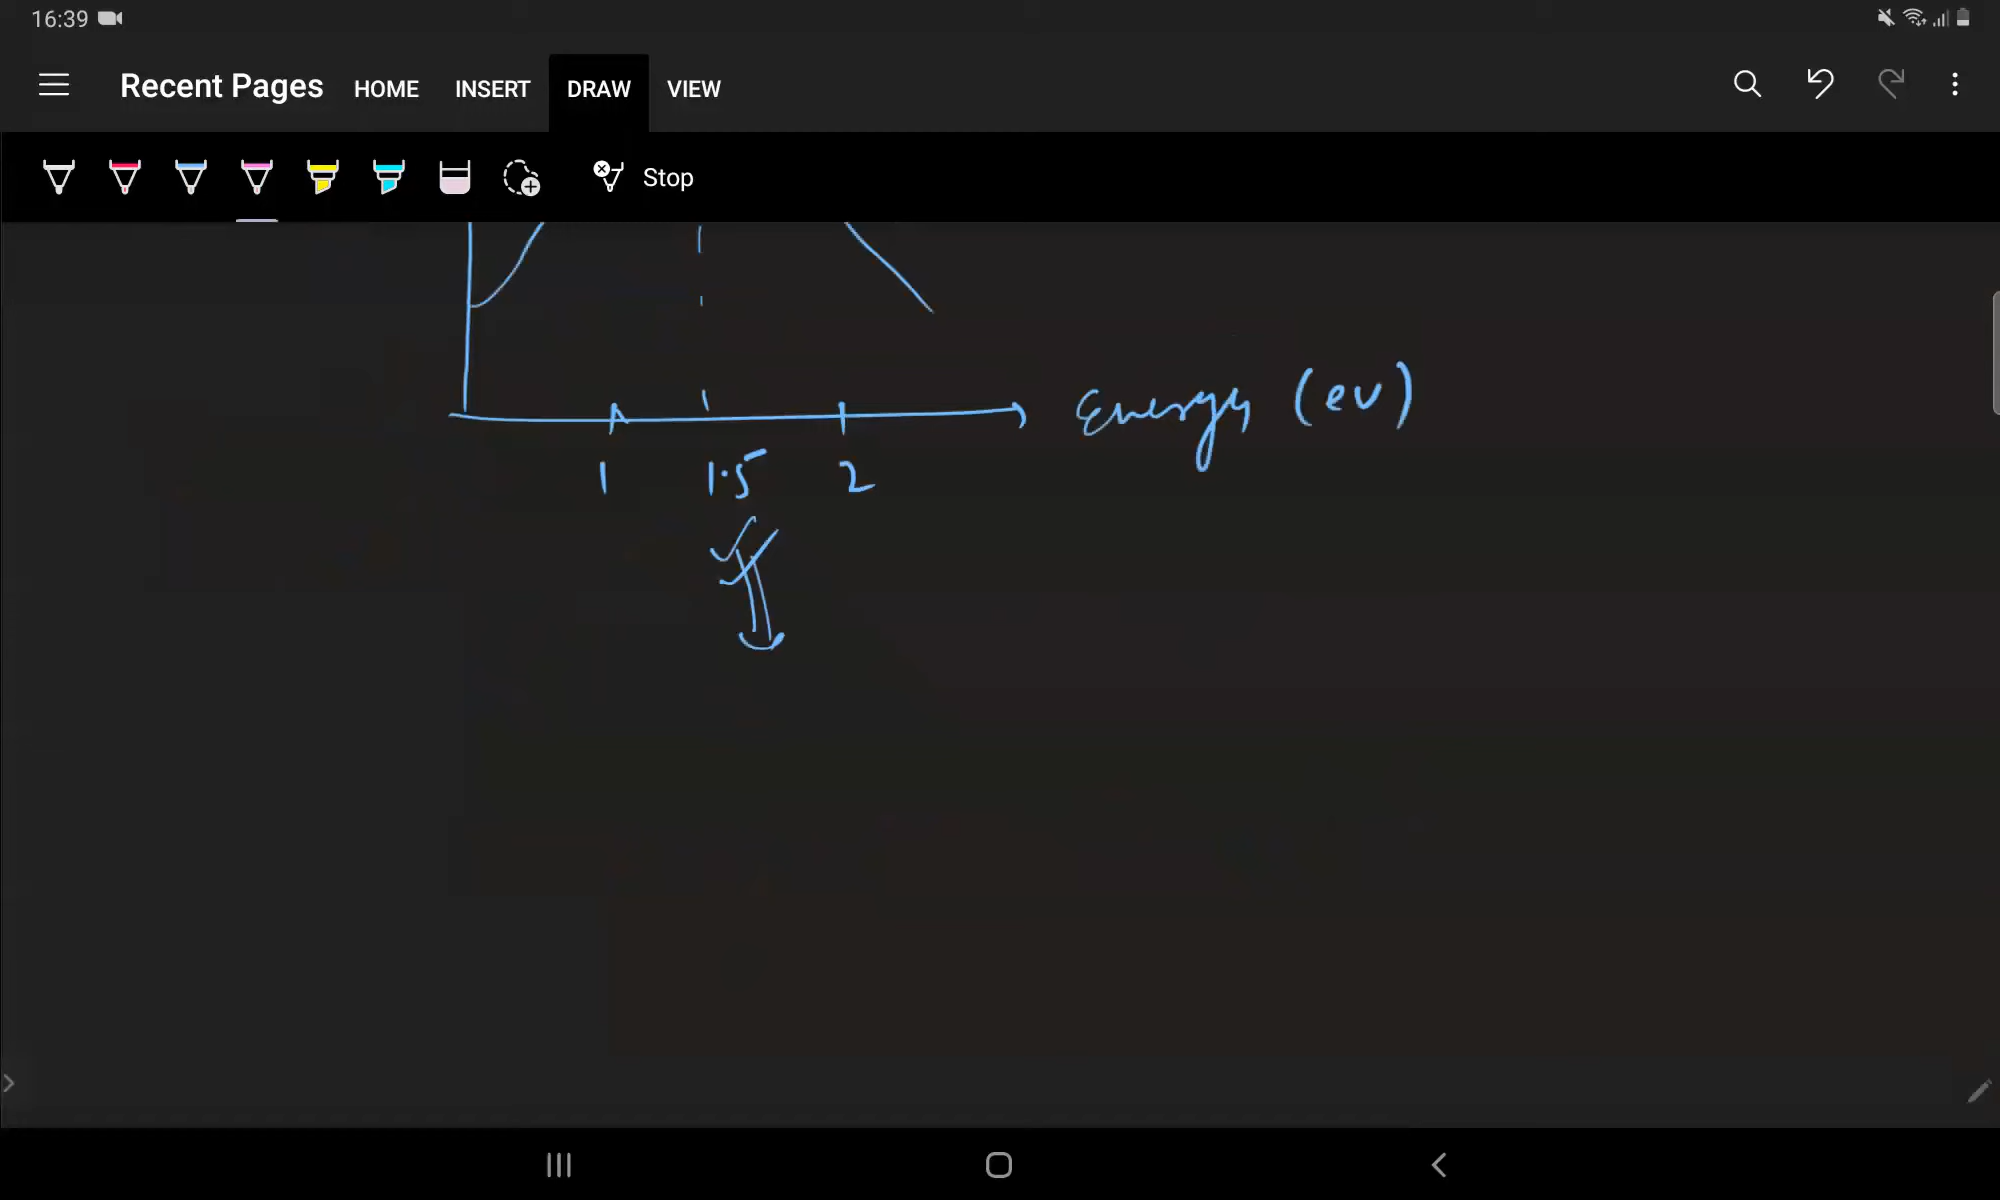 16:39
Recent Pages HOME INSERT DRAW VIEW
Stop
Energy (ev)
1 1.5 2